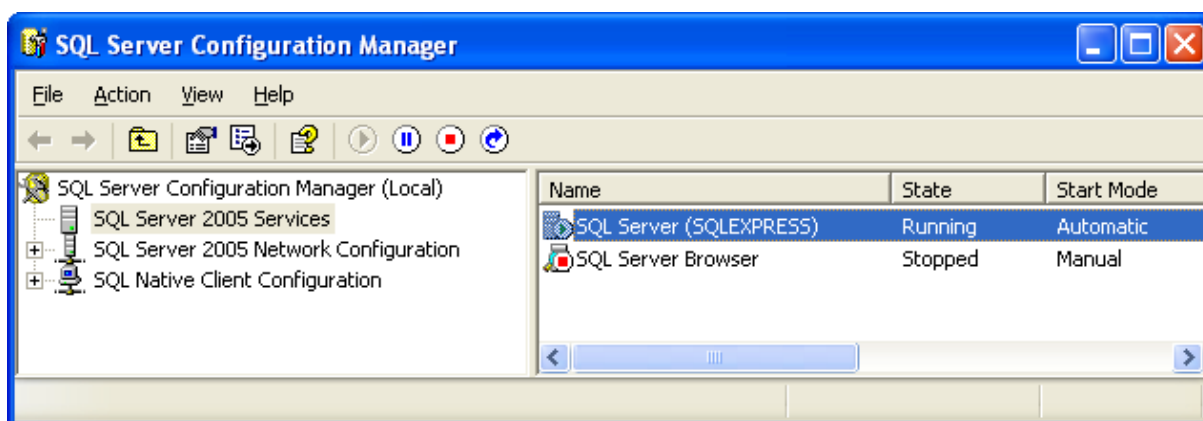 SQL Server Configuration Manager
File Action View Help
SQL Server Configuration Manager (Local)
SQL Server 2005 Services
SQL Server 2005 Network Configuration
SQL Native Client Configuration
Name State Start Mode
SQL Server (SQLEXPRESS) Running Automatic
SQL Server Browser Stopped Manual